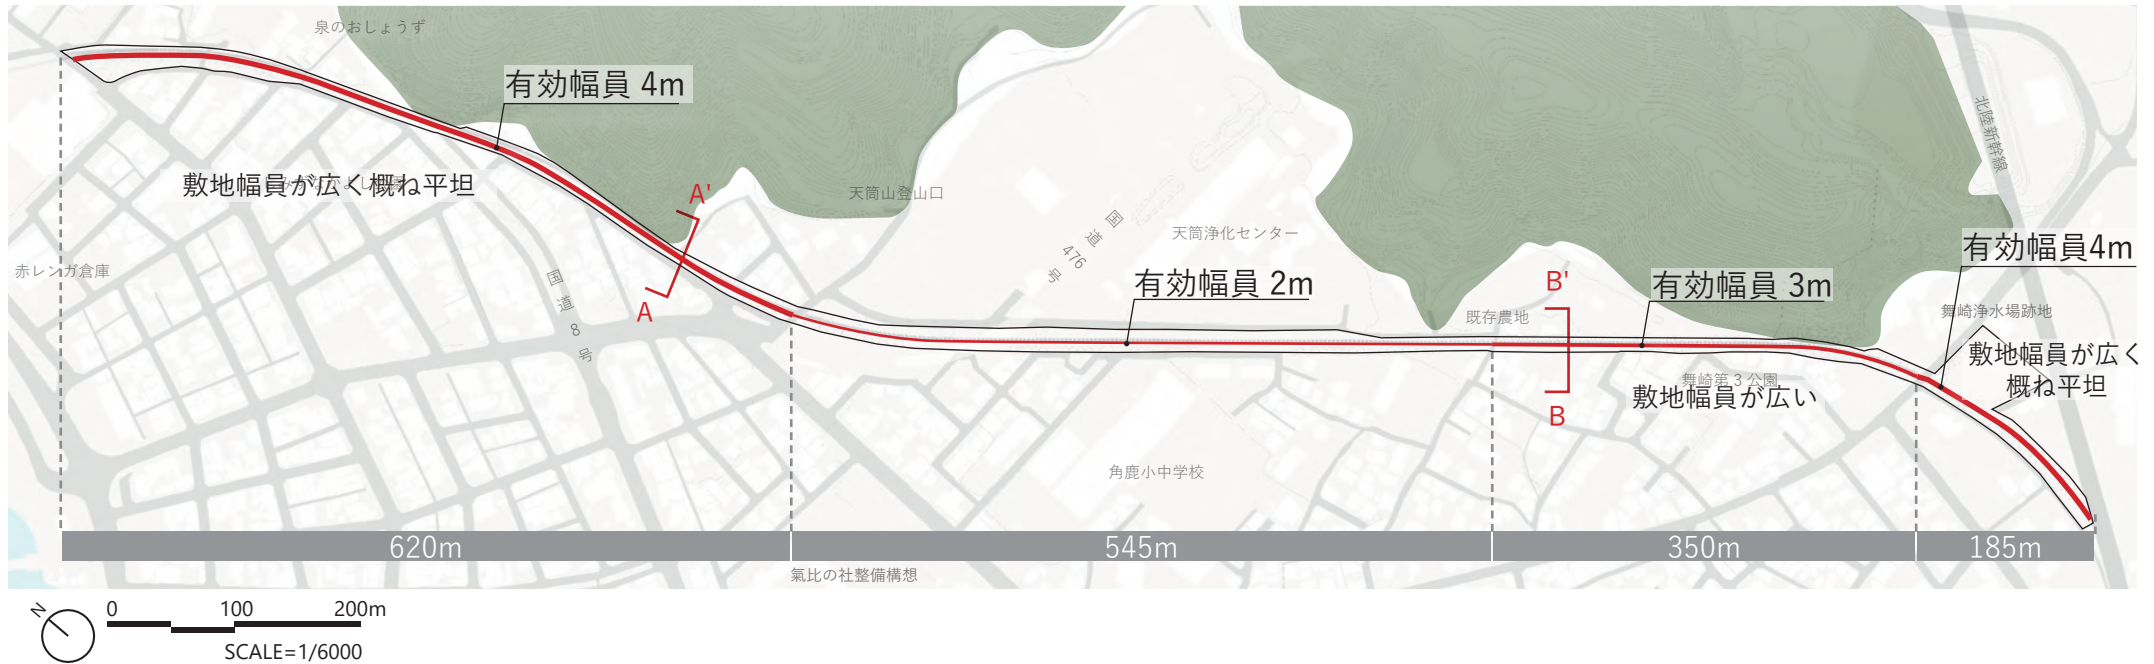 泉のおしょうず
有効幅員 4m
敷地幅員が広く概ね平坦
赤レンガ倉庫
国道8号
A'
A
天筒山登山口
国道476号
天筒浄化センター
有効幅員 2m
既存農地
B'
B
有効幅員 3m
舞崎第3公園
敷地幅員が広い
北陸新幹線
有効幅員4m
舞崎浄水場跡地
敷地幅員が広く
概ね平坦
角鹿小中学校
620m
545m
350m
185m
氣比の社整備構想
N
0 100 200m
SCALE=1/6000